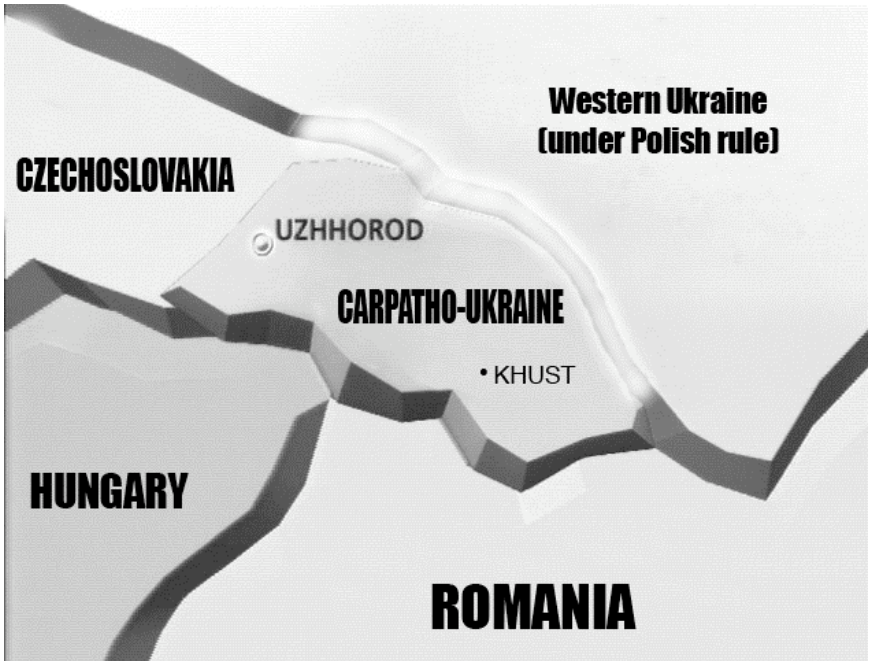 Western Ukraine
(under Polish rule)
CZECHOSLOVAKIA
UZHHOROD
CARPATHO-UKRAINE
KHUST
HUNGARY
ROMANIA